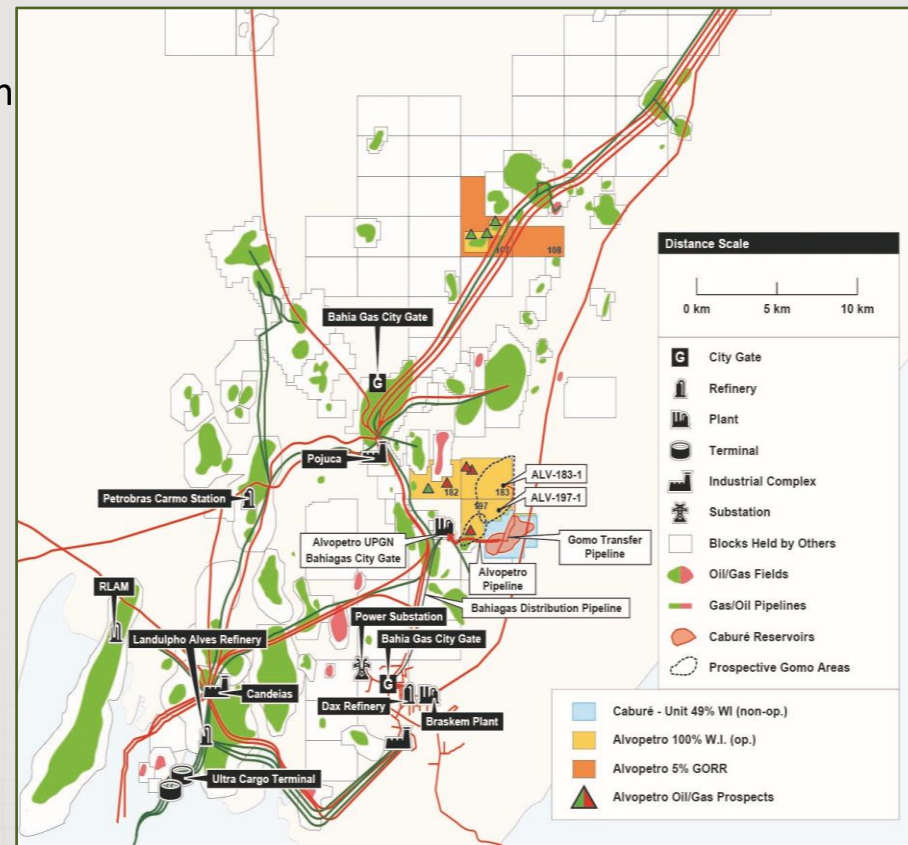 n
107
108
Bahia Gas City Gate
G
Pojuca
182
183
197
ALV-183-1
ALV-197-1
Petrobras Carmo Station
Alvopetro UPGN
Bahiagas City Gate
Gomo Transfer
Pipeline
Alvopetro
Pipeline
Bahiagas Distribution Pipeline
RLAM
Power Substation
Landulpho Alves Refinery
Bahia Gas City Gate
G
Candeias
Dax Refinery
Braskem Plant
Ultra Cargo Terminal
Distance Scale
0 km 5 km 10 km
G City Gate
Refinery
Plant
Terminal
Industrial Complex
Substation
Blocks Held by Others
Oil/Gas Fields
Gas/Oil Pipelines
Caburé Reservoirs
Prospective Gomo Areas
Caburé - Unit 49% WI (non-op.)
Alvopetro 100% W.I. (op.)
Alvopetro 5% GORR
Alvopetro Oil/Gas Prospects